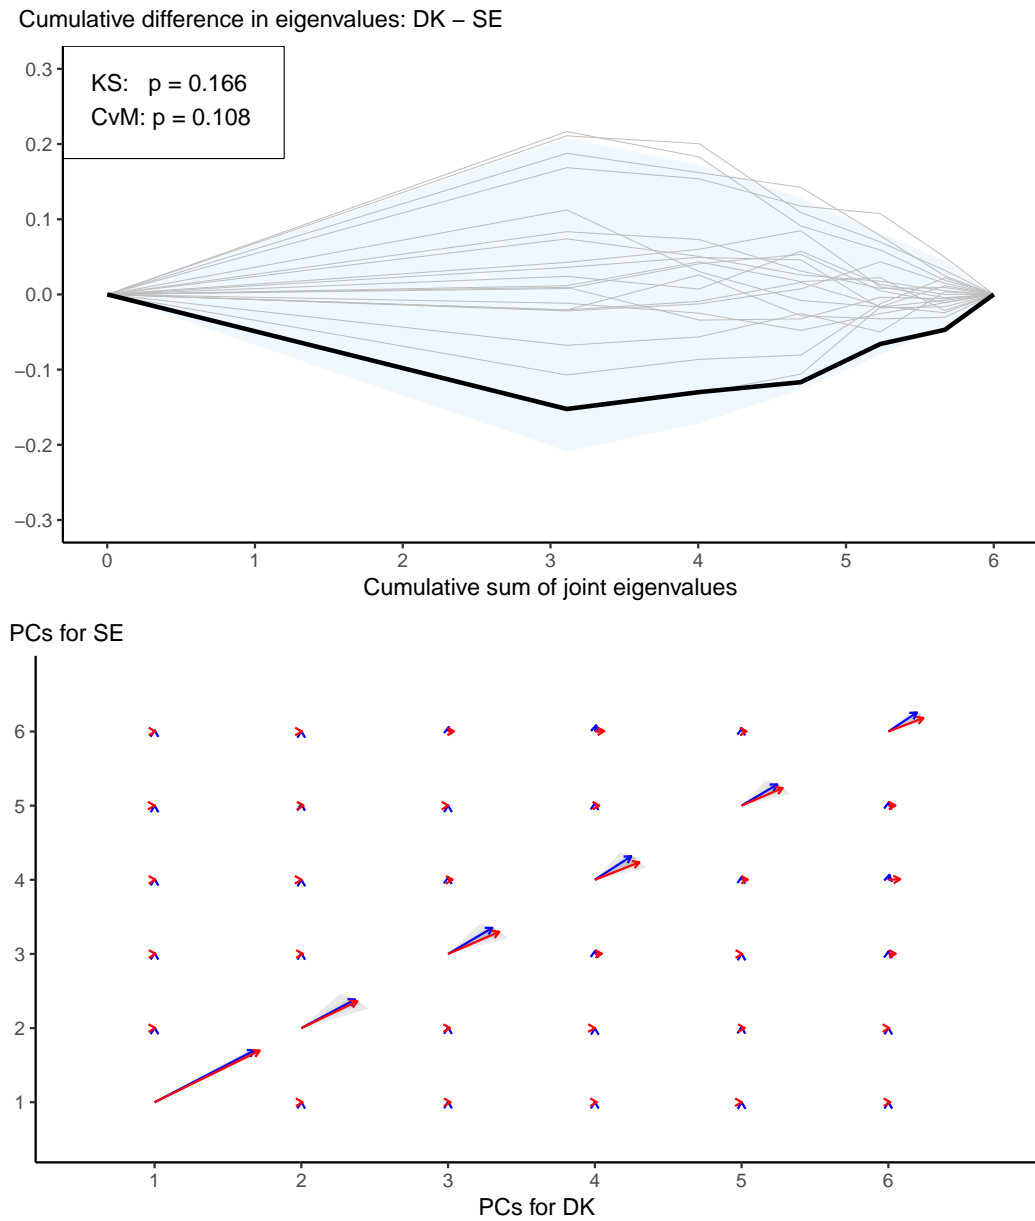 Cumulative difference in eigenvalues: DK − SE
0.3
KS: p = 0.166
CvM: p = 0.108
0.2
0.1
0.0
−0.1
−0.2
−0.3
0 1 2 3 4 5 6
Cumulative sum of joint eigenvalues
PCs for SE
6
5
4
3
2
1
1 2 3 4 5 6
PCs for DK